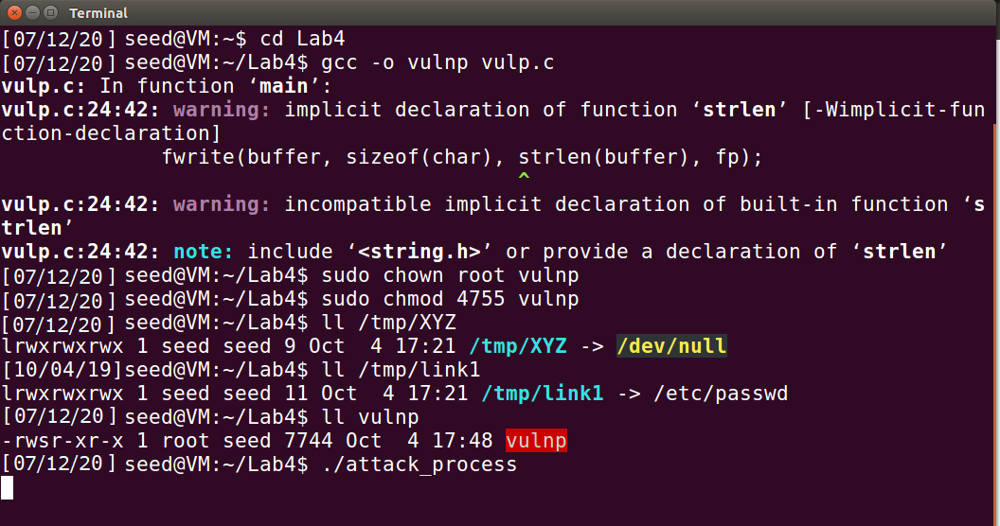 Terminal
[07/12/20] seed@VM:~$ cd Lab4
[07/12/20] seed@VM:~/Lab4$ gcc -o vulnp vulp.c
vulp.c: In function ‘main’:
vulp.c:24:42: warning: implicit declaration of function ‘strlen’ [-Wimplicit-fun
ction-declaration]
             fwrite(buffer, sizeof(char), strlen(buffer), fp);
                                          ^
vulp.c:24:42: warning: incompatible implicit declaration of built-in function ‘s
trlen’
vulp.c:24:42: note: include ‘<string.h>’ or provide a declaration of ‘strlen’
[07/12/20] seed@VM:~/Lab4$ sudo chown root vulnp
[07/12/20] seed@VM:~/Lab4$ sudo chmod 4755 vulnp
[07/12/20] seed@VM:~/Lab4$ ll /tmp/XYZ
lrwxrwxrwx 1 seed seed 9 Oct  4 17:21 /tmp/XYZ -> /dev/null
[10/04/19]seed@VM:~/Lab4$ ll /tmp/link1
lrwxrwxrwx 1 seed seed 11 Oct  4 17:21 /tmp/link1 -> /etc/passwd
[07/12/20] seed@VM:~/Lab4$ ll vulnp
-rwsr-xr-x 1 root seed 7744 Oct  4 17:48 vulnp
[07/12/20] seed@VM:~/Lab4$ ./attack_process